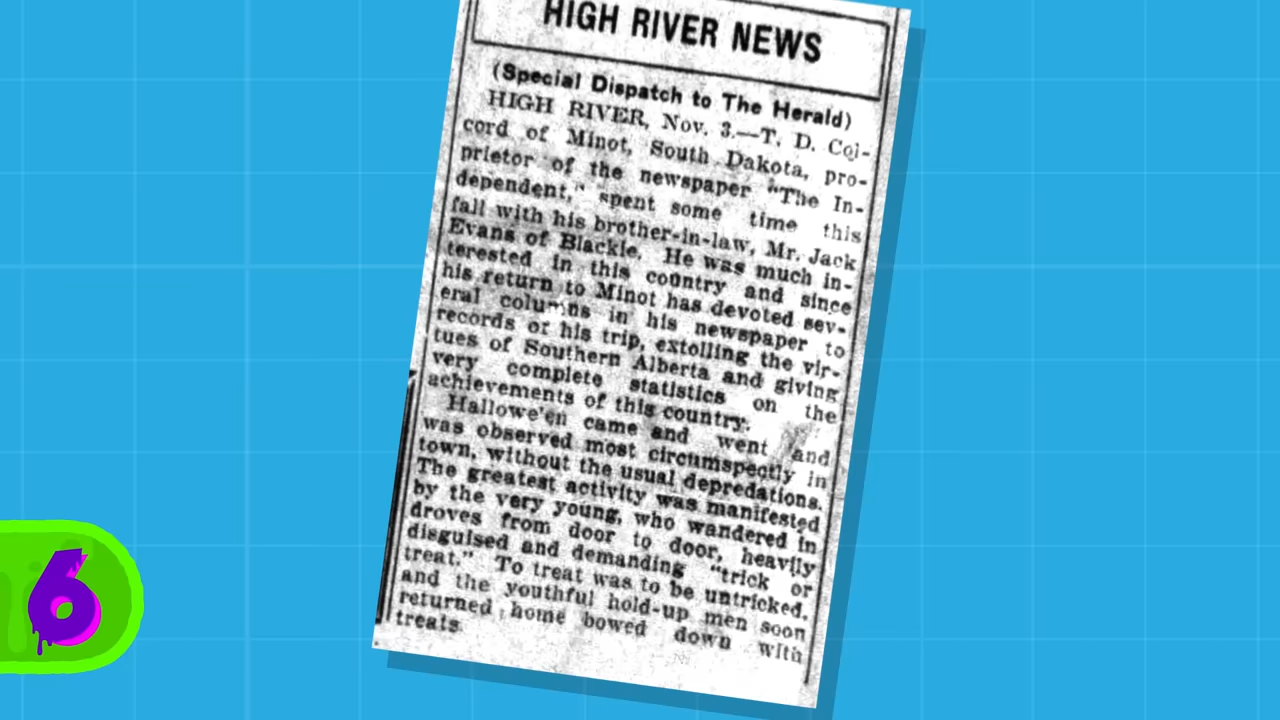 HIGH RIVER NEWS
(Special Dispatch to The Herald)
HIGH RIVER, Nov. 3.—T. D. Col-
cord of Minot, South Dakota, pro-
prietor of the newspaper "The In-
dependent," spent some time this
fall with his brother-in-law, Mr. Jack
Evans of Blackie. He was much in-
terested in this country and since
his return to Minot has devoted sev-
eral columns in his newspaper to
records of his trip, extolling the vir-
tues of Southern Alberta and giving
very complete statistics on the
achievements of this country.
Hallowe'en came and went and
was observed most circumspectly in
town, without the usual depredations.
The greatest activity was manifested
by the very young, who wandered in
droves from door to door, heavily
disguised and demanding "trick or
treat." To treat was to be untricked,
and the youthful hold-up men soon
returned home bowed down with
treats.
6